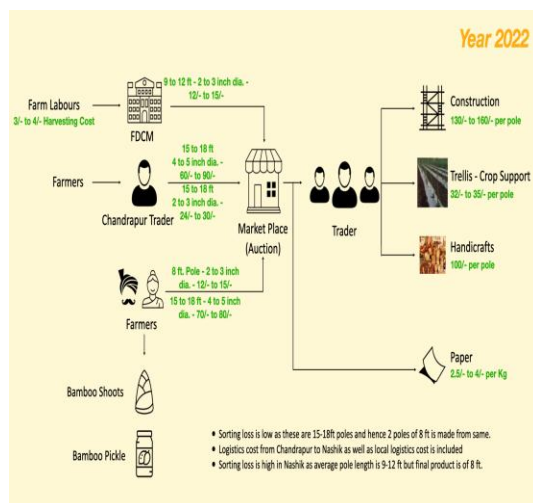 Year 2022
9 to 12 ft - 2 to 3 inch dia. -
12/- to 15/-
Farm Labours
3/- to 4/- Harvesting Cost
FDCM
15 to 18 ft
4 to 5 inch dia. -
60/- to 90/-
15 to 18 ft
2 to 3 inch dia. -
24/- to 30/-
Farmers
Chandrapur Trader
Market Place
(Auction)
Trader
Construction
130/- to 160/- per pole
Trellis - Crop Support
32/- to 35/- per pole
Handicrafts
100/- per pole
8 ft. Pole - 2 to 3 inch
dia. - 12/- to 15/-
15 to 18 ft - 4 to 5 inch
dia. - 70/- to 80/-
Farmers
Paper
2.5/- to 4/- per Kg
Bamboo Shoots
Bamboo Pickle
• Sorting loss is low as these are 15-18ft poles and hence 2 poles of 8 ft is made from same.
• Logistics cost from Chandrapur to Nashik as well as local logistics cost is included
• Sorting loss is high in Nashik as average pole length is 9-12 ft but final product is of 8 ft.